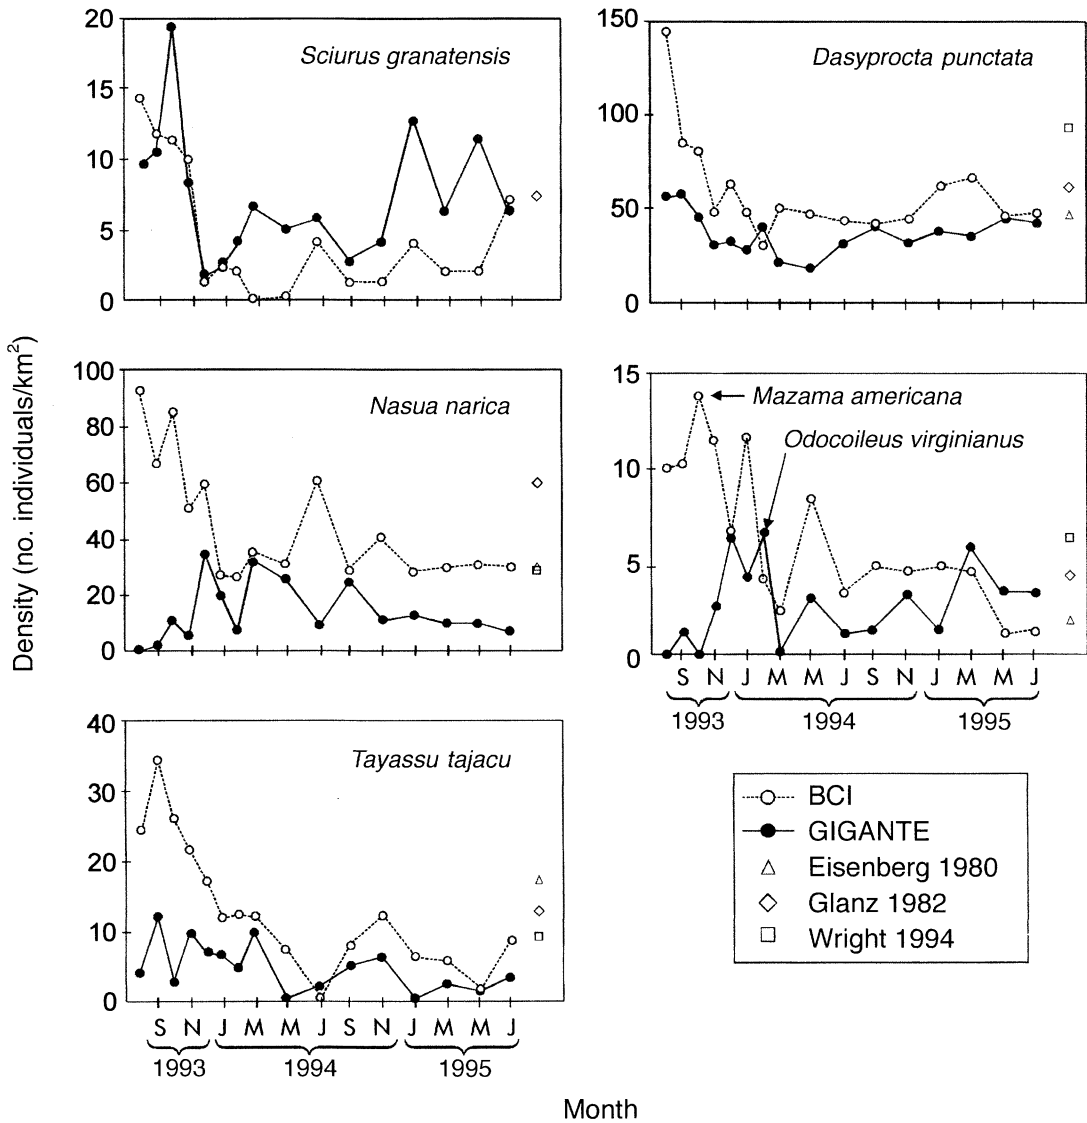 Density (no. individuals/km²)
20
15
10
5
0
Sciurus granatensis
150
100
50
0
Dasyprocta punctata
100
80
60
40
20
0
Nasua narica
15
10
5
0
Mazama americana
Odocoileus virginianus
S N J M M J S N J M M J
1993 1994 1995
40
30
20
10
0
Tayassu tajacu
S N J M M J S N J M M J
1993 1994 1995
BCI
GIGANTE
Eisenberg 1980
Glanz 1982
Wright 1994
Month